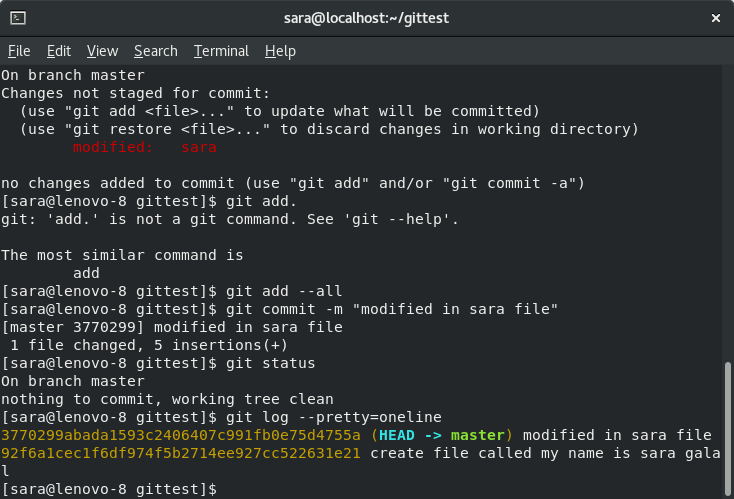 sara@localhost:~/gittest
File Edit View Search Terminal Help
On branch master
Changes not staged for commit:
  (use "git add <file>..." to update what will be committed)
  (use "git restore <file>..." to discard changes in working directory)
        modified:   sara
no changes added to commit (use "git add" and/or "git commit -a")
[sara@lenovo-8 gittest]$ git add.
git: 'add.' is not a git command. See 'git --help'.
The most similar command is
        add
[sara@lenovo-8 gittest]$ git add --all
[sara@lenovo-8 gittest]$ git commit -m "modified in sara file"
[master 3770299] modified in sara file
 1 file changed, 5 insertions(+)
[sara@lenovo-8 gittest]$ git status
On branch master
nothing to commit, working tree clean
[sara@lenovo-8 gittest]$ git log --pretty=oneline
3770299abada1593c2406407c991fb0e75d4755a (HEAD -> master) modified in sara file
92f6a1cec1f6df974f5b2714ee927cc522631e21 create file called my name is sara gala
l
[sara@lenovo-8 gittest]$